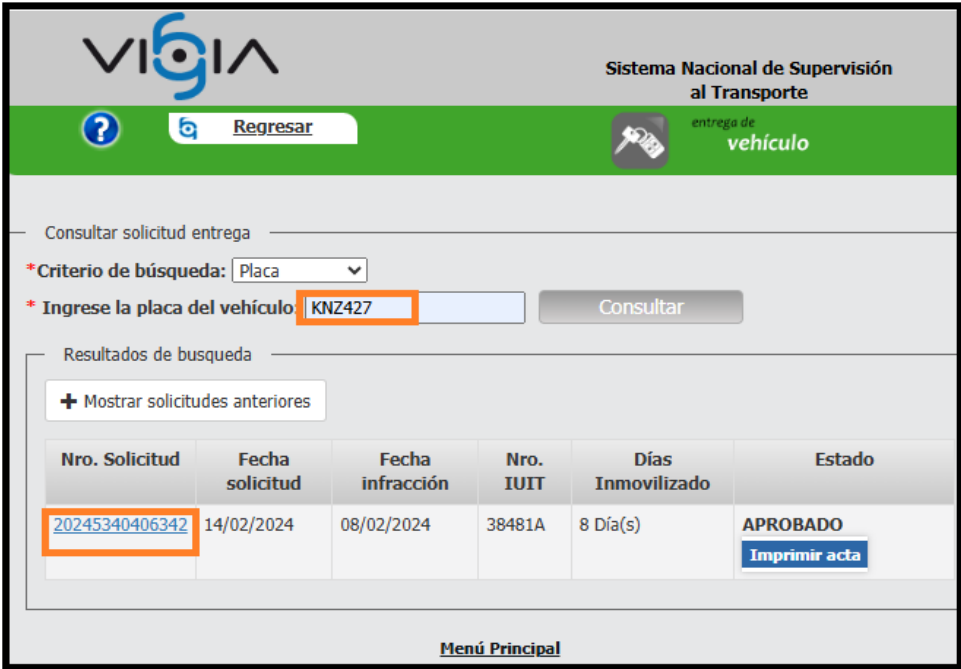 VIGIA
Sistema Nacional de Supervisión
al Transporte
?
Regresar
entrega de
vehículo
Consultar solicitud entrega
*Criterio de búsqueda: Placa
* Ingrese la placa del vehículo: KNZ427 Consultar
Resultados de busqueda
+ Mostrar solicitudes anteriores
Nro. Solicitud Fecha solicitud Fecha infracción Nro. IUIT Días Inmovilizado Estado
20245340406342 14/02/2024 08/02/2024 38481A 8 Día(s) APROBADO
Imprimir acta
Menú Principal